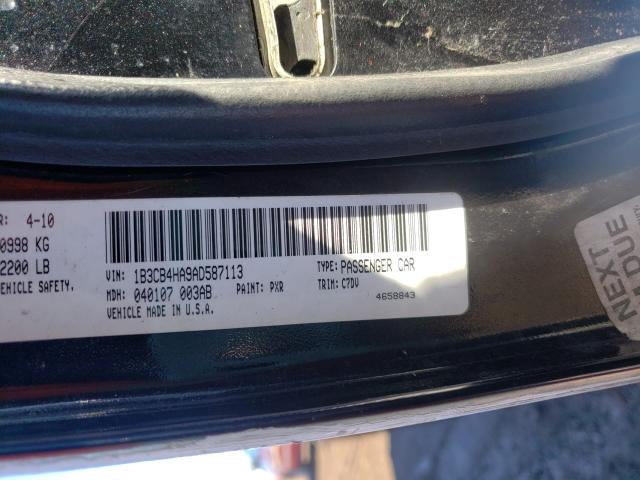 R: 4-10
0998 KG
2200 LB
VEHICLE SAFETY.
VIN: 1B3CB4HA9AD587113
TYPE: PASSENGER CAR
MDH: 040107 003AB
PAINT: PXR
TRIM: C7DV
VEHICLE MADE IN U.S.A.
4658843
NEXT
DUE